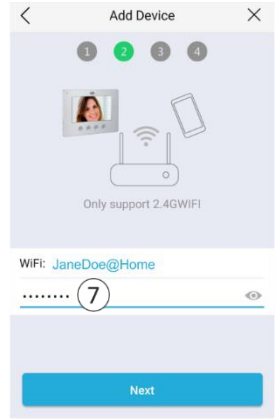 Add Device
1 2 3 4
Only support 2.4GWIFI
WiFi: JaneDoe@Home
........ 7
Next